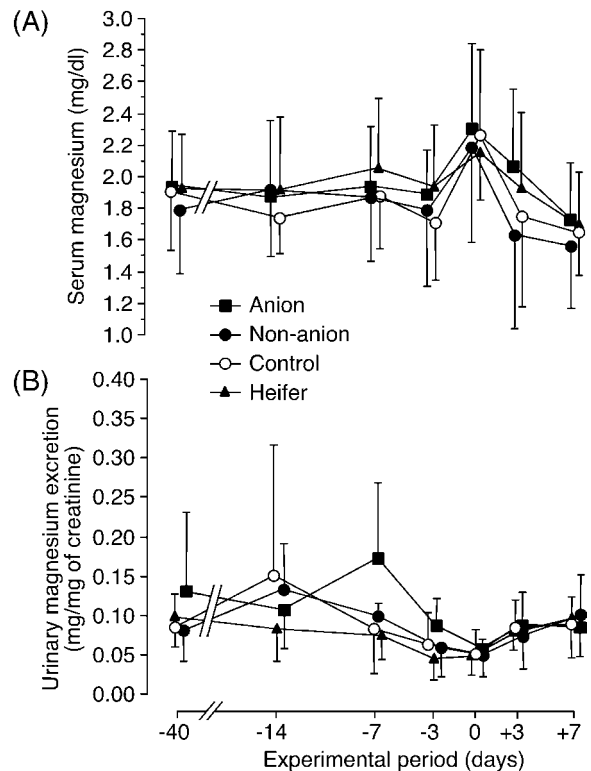 (A)
Serum magnesium (mg/dl)
3.0
2.8
2.6
2.4
2.2
2.0
1.8
1.6
1.4
1.2
1.0
Anion
Non-anion
Control
Heifer
(B)
Urinary magnesium excretion
(mg/mg of creatinine)
0.40
0.35
0.30
0.25
0.20
0.15
0.10
0.05
0.00
-40 -14 -7 -3 0 +3 +7
Experimental period (days)